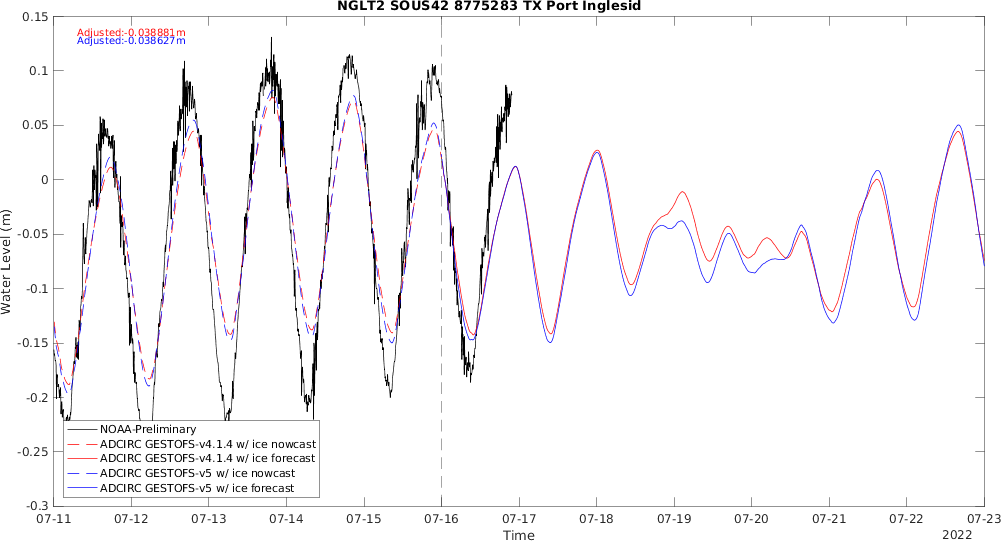 NGLT2 SOUS42 8775283 TX Port Inglesid
Adjusted:-0.038881m
Adjusted:-0.038627m
0.15
0.1
0.05
0
-0.05
-0.1
-0.15
-0.2
-0.25
-0.3
Water Level (m)
NOAA-Preliminary
ADCIRC GESTOFS-v4.1.4 w/ ice nowcast
ADCIRC GESTOFS-v4.1.4 w/ ice forecast
ADCIRC GESTOFS-v5 w/ ice nowcast
ADCIRC GESTOFS-v5 w/ ice forecast
07-11 07-12 07-13 07-14 07-15 07-16 07-17 07-18 07-19 07-20 07-21 07-22 07-23
Time
2022